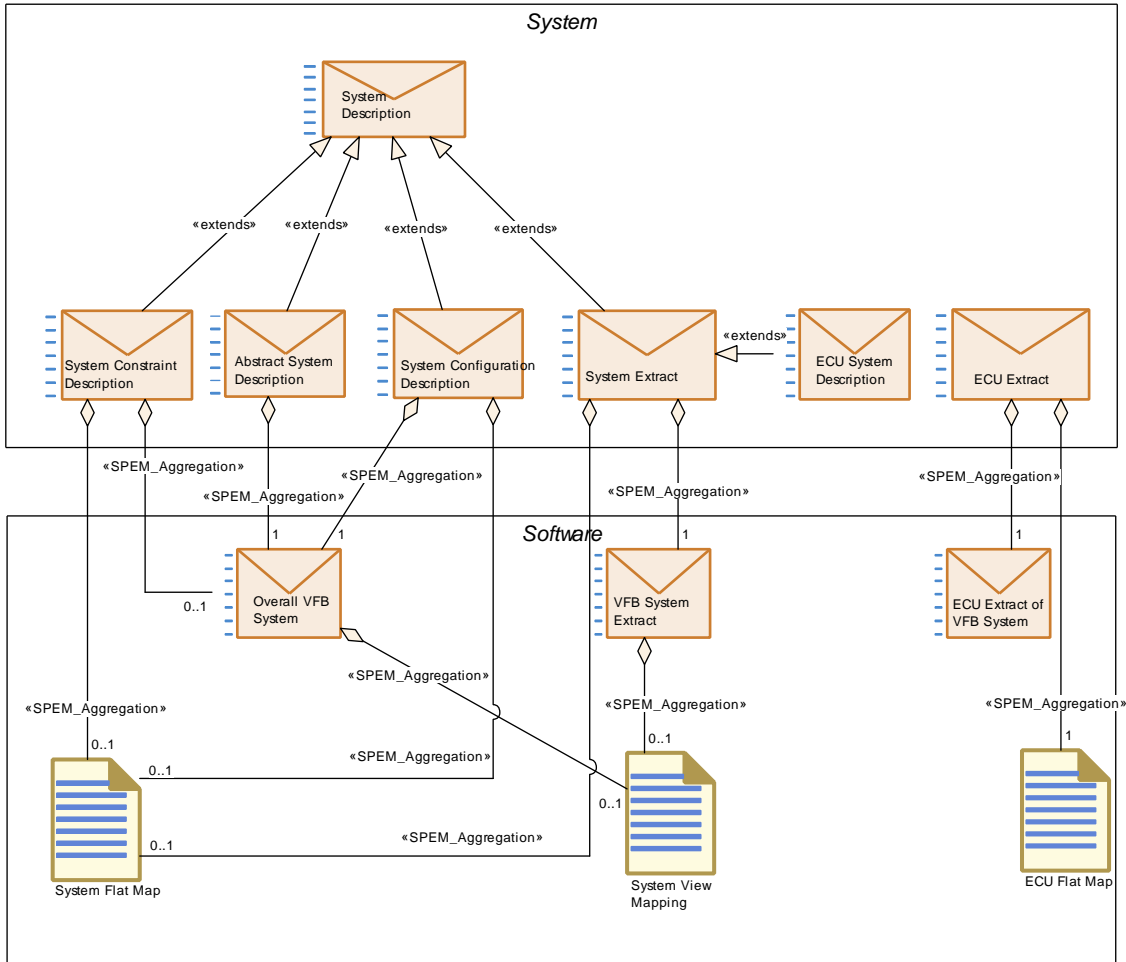 System
System
Description
«extends»
«extends»
«extends»
«extends»
«extends»
System Constraint
Description
Abstract System
Description
System Configuration
Description
System Extract
ECU System
Description
ECU Extract
«SPEM_Aggregation»
«SPEM_Aggregation»
«SPEM_Aggregation»
«SPEM_Aggregation»
«SPEM_Aggregation»
Software
1
1
1
1
Overall VFB
System
VFB System
Extract
ECU Extract of
VFB System
0..1
«SPEM_Aggregation»
«SPEM_Aggregation»
«SPEM_Aggregation»
«SPEM_Aggregation»
0..1
0..1
1
«SPEM_Aggregation»
0..1
0..1
«SPEM_Aggregation»
0..1
System Flat Map
System View
Mapping
ECU Flat Map